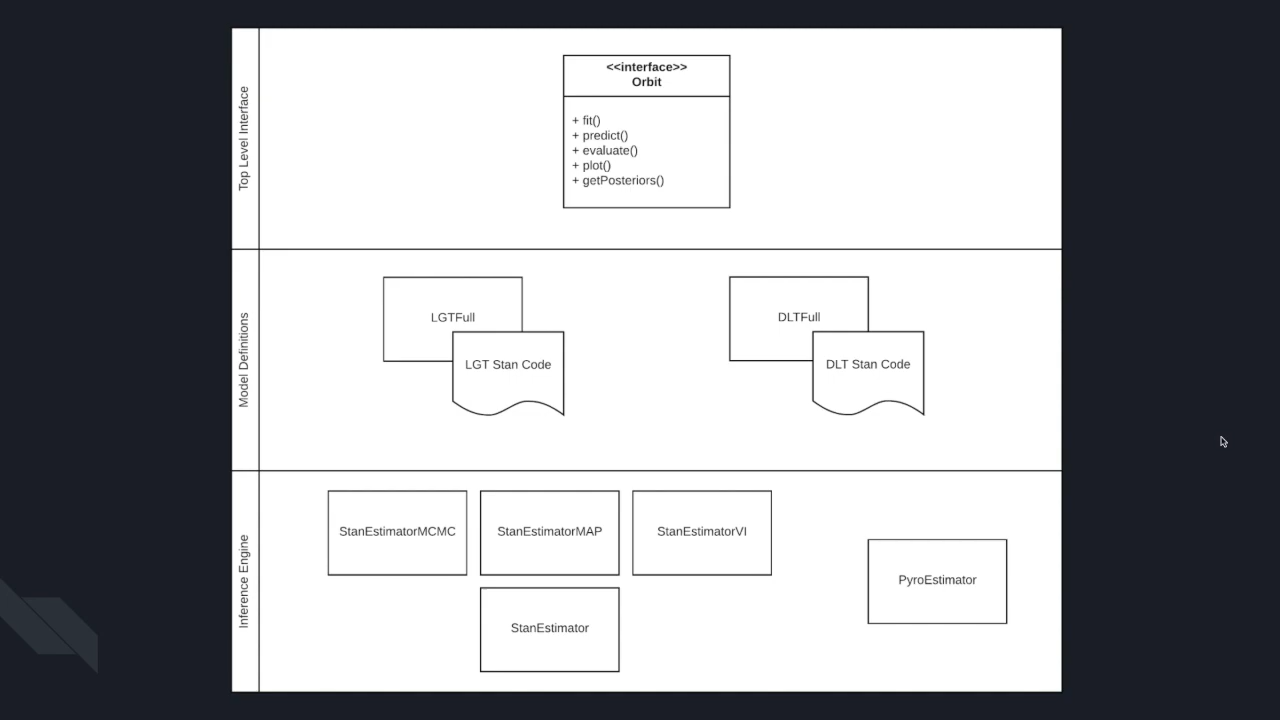 Top Level Interface
<<interface>>
Orbit
+ fit()
+ predict()
+ evaluate()
+ plot()
+ getPosteriors()
Model Definitions
LGTFull
LGT Stan Code
DLTFull
DLT Stan Code
Inference Engine
StanEstimatorMCMC
StanEstimatorMAP
StanEstimatorVI
PyroEstimator
StanEstimator